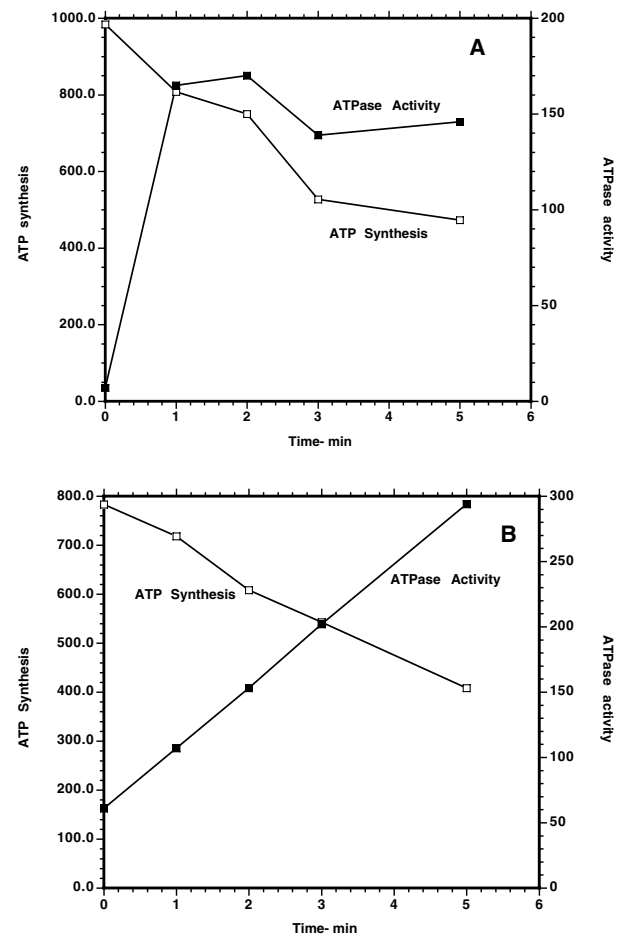 1000.0
800.0
600.0
400.0
200.0
0.0
200
150
100
50
0
0 1 2 3 4 5 6
A
ATPase Activity
ATP Synthesis
ATP synthesis
ATPase activity
Time- min
800.0
700.0
600.0
500.0
400.0
300.0
200.0
100.0
0.0
300
250
200
150
100
50
0
0 1 2 3 4 5 6
B
ATPase Activity
ATP Synthesis
ATP Synthesis
ATPase activity
Time- min